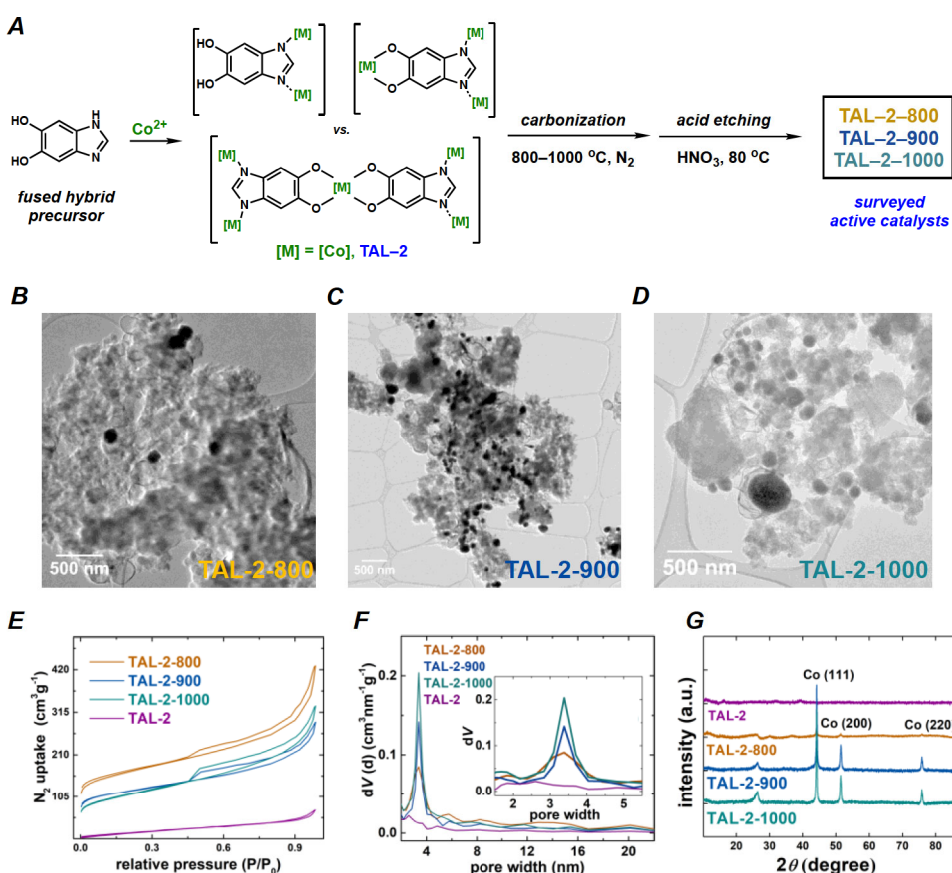 A
HO
HO
H
N
N
fused hybrid
precursor
Co2+
HO
HO
N
N
[M]
[M]
vs.
[M]
O
O
N
N
[M]
[M]
[M]
[M]
N
N
O
O
[M]
O
O
N
N
[M]
[M]
[M] = [Co], TAL–2
carbonization
800–1000 °C, N2
acid etching
HNO3, 80 °C
TAL–2–800
TAL–2–900
TAL–2–1000
surveyed
active catalysts
B
500 nm
TAL-2-800
C
500 nm
TAL-2-900
D
500 nm
TAL-2-1000
E
N2 uptake (cm3g-1)
420
315
210
105
TAL-2-800
TAL-2-900
TAL-2-1000
TAL-2
0.0 0.3 0.6 0.9
relative pressure (P/P0)
F
dV (d) (cm3nm-1g-1)
0.2
0.1
0.0
TAL-2-800
TAL-2-900
TAL-2-1000
TAL-2
dV
0.2
0.1
0.0
2 3 4 5
pore width
4 8 12 16 20
pore width (nm)
G
intensity (a.u.)
Co (111)
Co (200)
Co (220
TAL-2
TAL-2-800
TAL-2-900
TAL-2-1000
20 30 40 50 60 70 80
2θ (degree)